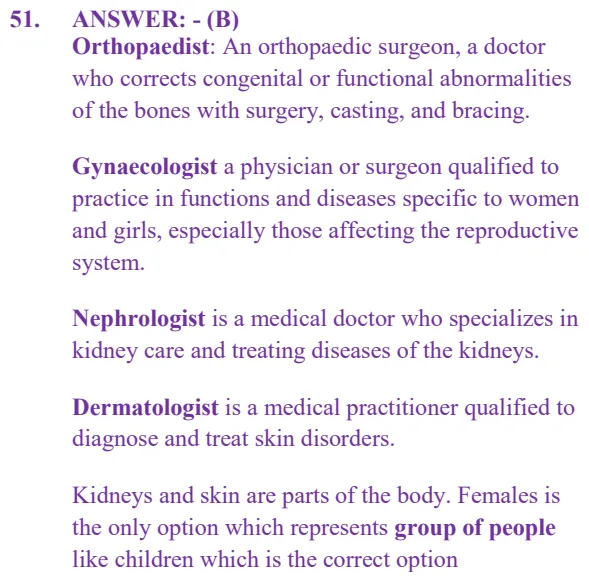 51. ANSWER: - (B)
Orthopaedist: An orthopaedic surgeon, a doctor
who corrects congenital or functional abnormalities
of the bones with surgery, casting, and bracing.
Gynaecologist a physician or surgeon qualified to
practice in functions and diseases specific to women
and girls, especially those affecting the reproductive
system.
Nephrologist is a medical doctor who specializes in
kidney care and treating diseases of the kidneys.
Dermatologist is a medical practitioner qualified to
diagnose and treat skin disorders.
Kidneys and skin are parts of the body. Females is
the only option which represents group of people
like children which is the correct option